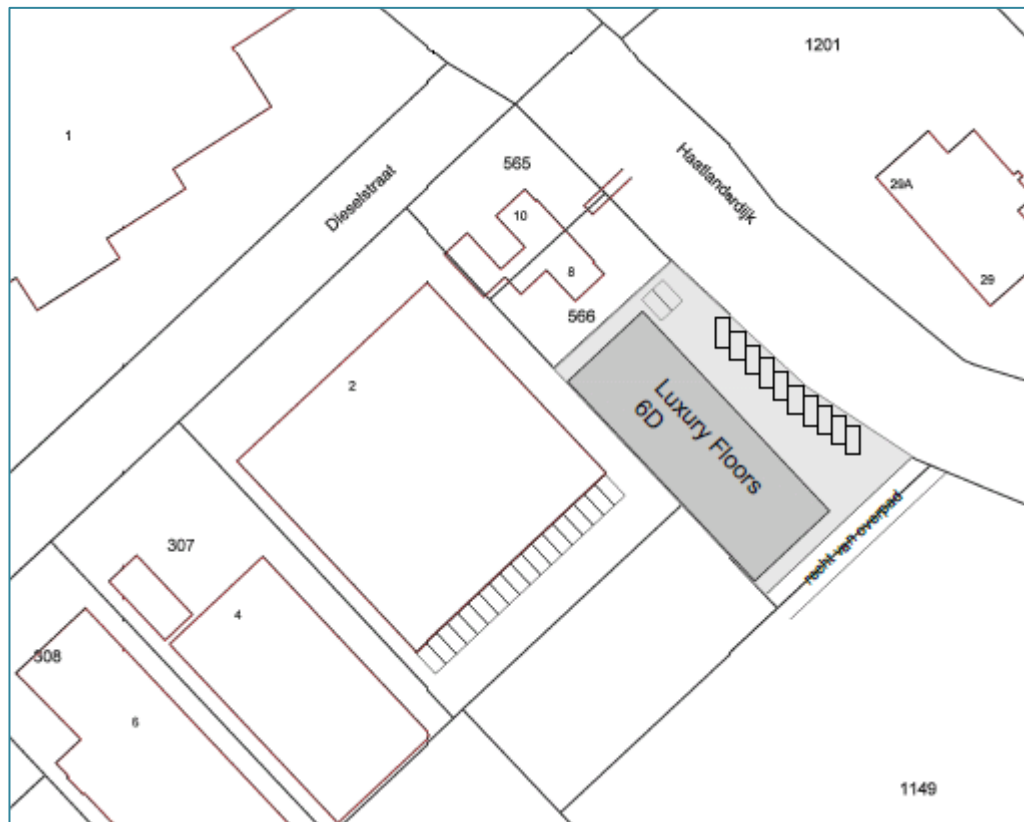 1201
1
565
Haatlanderdijk
Dieselstraat
29A
10
8
29
566
2
Luxury Floors
6D
recht van overpad
307
4
308
6
1149